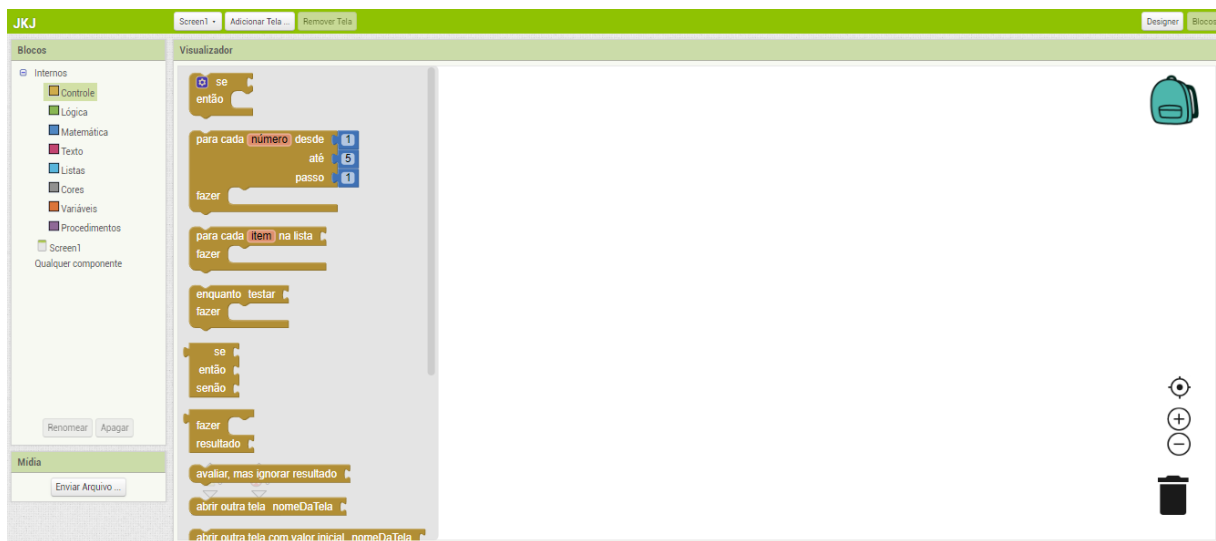 JKJ
Screen1
Adicionar Tela ...
Remover Tela
Designer
Blocos
Blocos
Internos
Controle
Lógica
Matemática
Texto
Listas
Cores
Variáveis
Procedimentos
Screen1
Qualquer componente
Renomear
Apagar
Mídia
Enviar Arquivo ...
Visualizador
se
então
para cada número desde 1
até 5
passo 1
fazer
para cada item na lista
fazer
enquanto testar
fazer
se
então
senão
fazer
resultado
avaliar, mas ignorar resultado
abrir outra tela nomeDaTela
abrir outra tela com valor inicial nomeDaTela